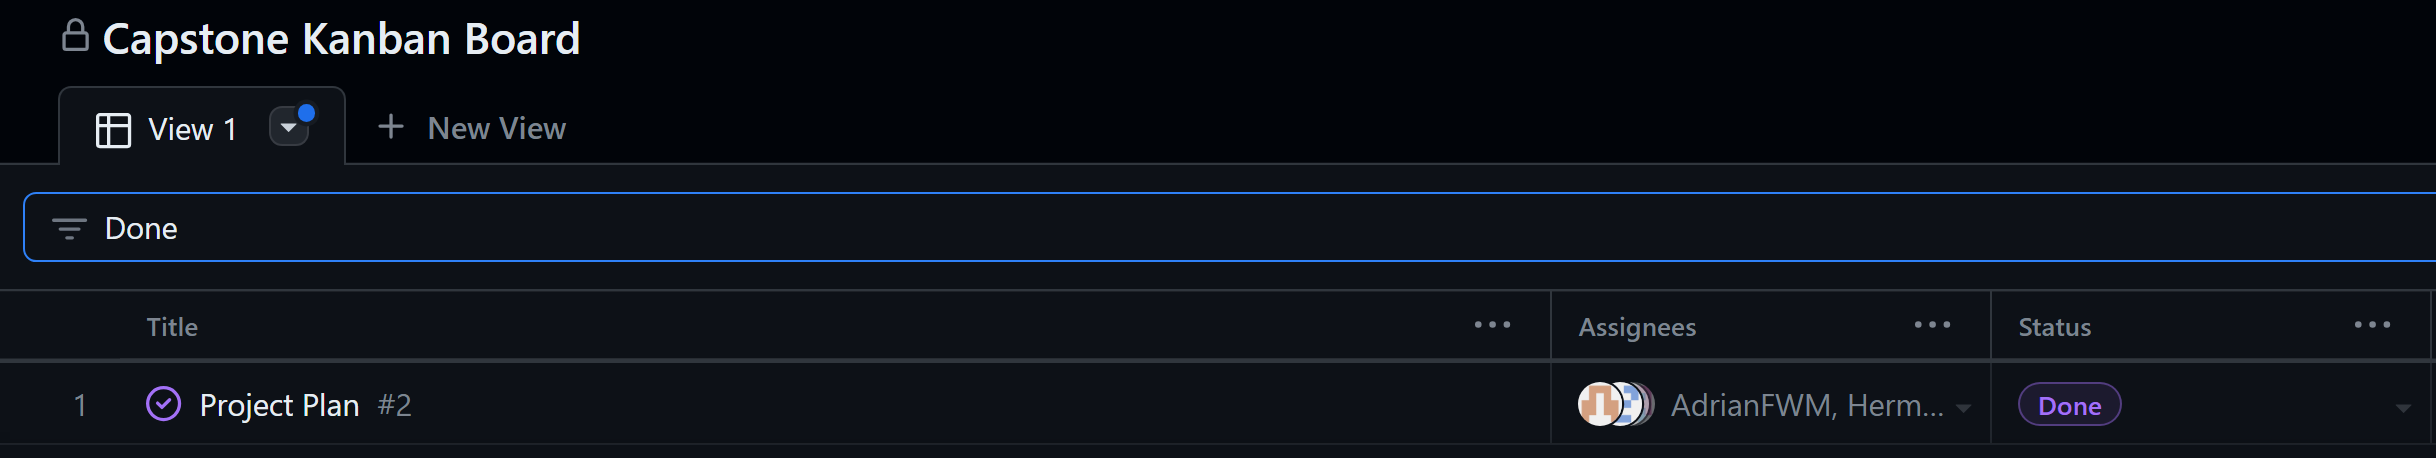 Capstone Kanban Board
View 1 New View
Done
Title Assignees Status
1 Project Plan #2 AdrianFWM, Herm... Done